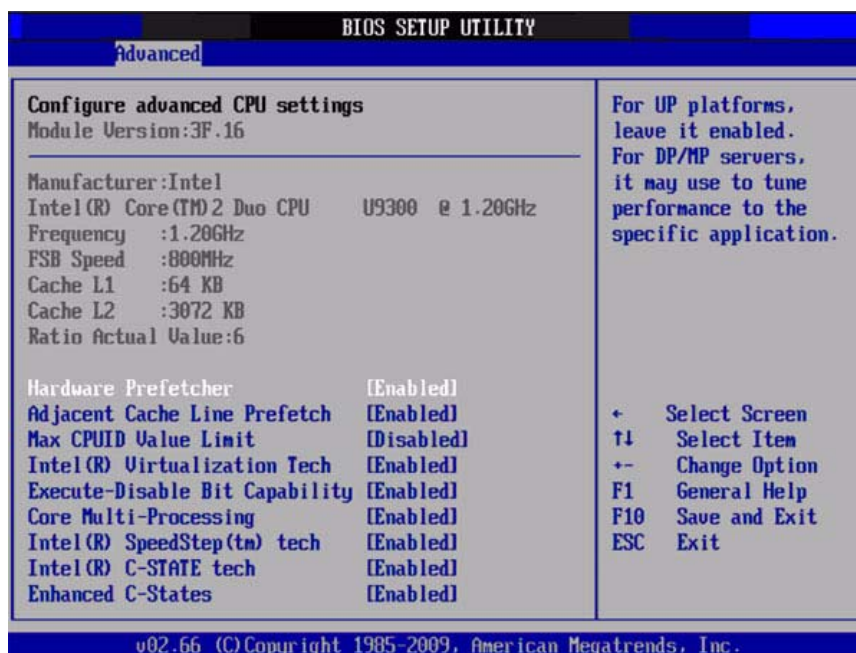 BIOS SETUP UTILITY
Advanced
Configure advanced CPU settings
Module Version:3F.16
Manufacturer:Intel
Intel(R) Core(TM)2 Duo CPU U9300 @ 1.20GHz
Frequency :1.20GHz
FSB Speed :800MHz
Cache L1 :64 KB
Cache L2 :3072 KB
Ratio Actual Value:6
Hardware Prefetcher [Enabled]
Adjacent Cache Line Prefetch [Enabled]
Max CPUID Value Limit [Disabled]
Intel(R) Virtualization Tech [Enabled]
Execute-Disable Bit Capability [Enabled]
Core Multi-Processing [Enabled]
Intel(R) SpeedStep(tm) tech [Enabled]
Intel(R) C-STATE tech [Enabled]
Enhanced C-States [Enabled]
For UP platforms,
leave it enabled.
For DP/MP servers,
it may use to tune
performance to the
specific application.
← Select Screen
↑↓ Select Item
+- Change Option
F1 General Help
F10 Save and Exit
ESC Exit
v02.66 (C)Copyright 1985-2009, American Megatrends, Inc.